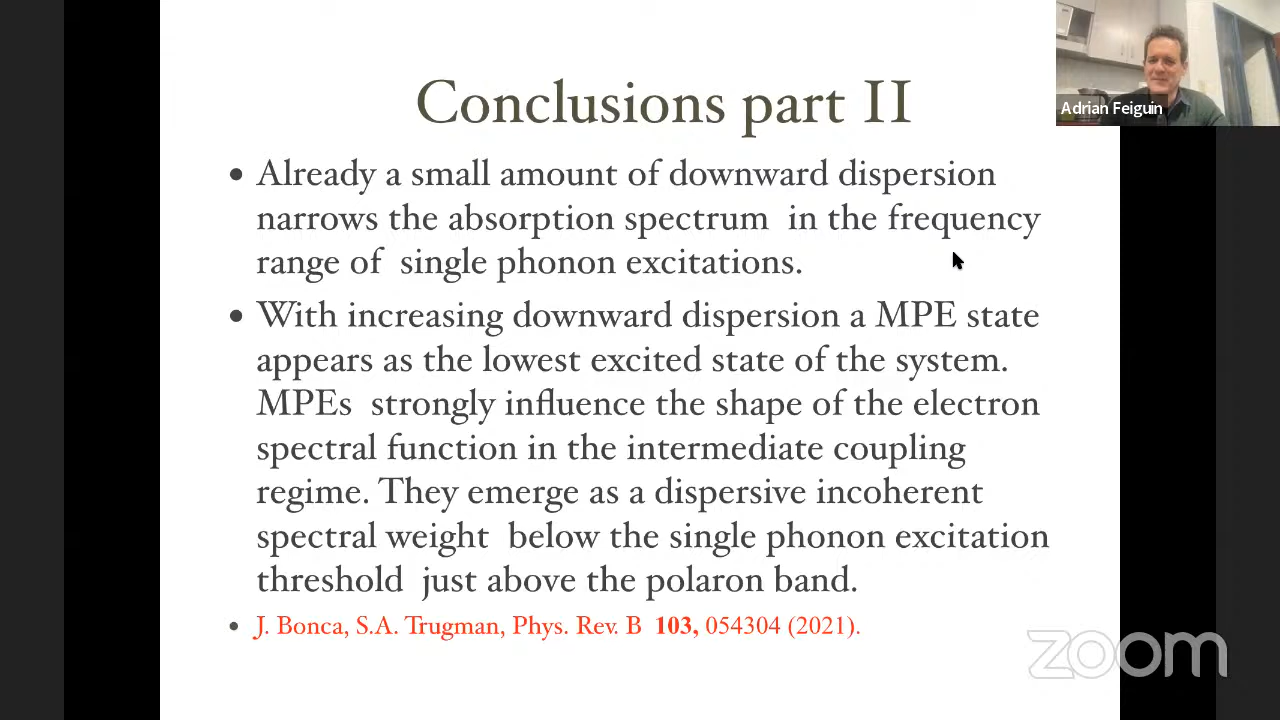 Conclusions part II
Adrian Feiguin
• Already a small amount of downward dispersion
narrows the absorption spectrum in the frequency
range of single phonon excitations.
• With increasing downward dispersion a MPE state
appears as the lowest excited state of the system.
MPEs strongly influence the shape of the electron
spectral function in the intermediate coupling
regime. They emerge as a dispersive incoherent
spectral weight below the single phonon excitation
threshold just above the polaron band.
• J. Bonca, S.A. Trugman, Phys. Rev. B 103, 054304 (2021).
zoom